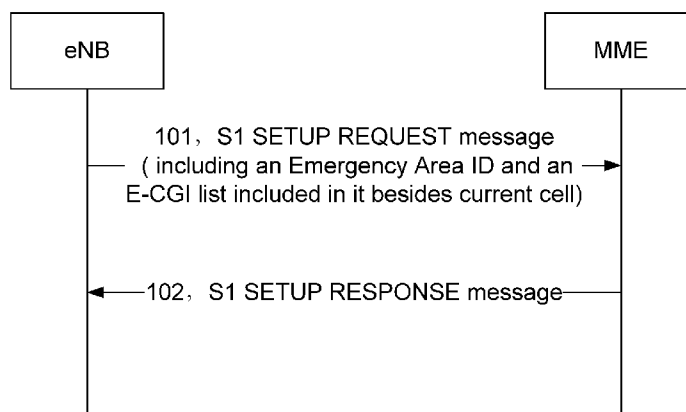 eNB
MME
101，S1 SETUP REQUEST message
( including an Emergency Area ID and an
E-CGI list included in it besides current cell)
102，S1 SETUP RESPONSE message